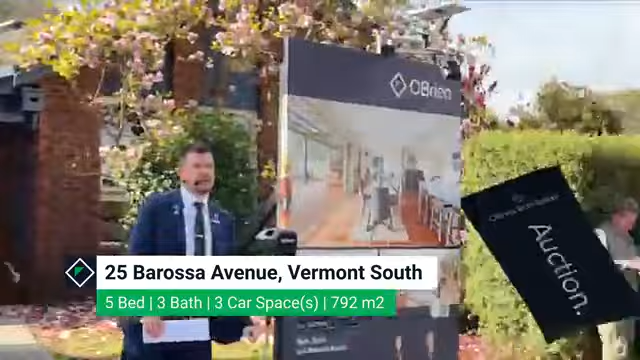 OBrien
Auction.
25 Barossa Avenue, Vermont South
5 Bed | 3 Bath | 3 Car Space(s) | 792 m2